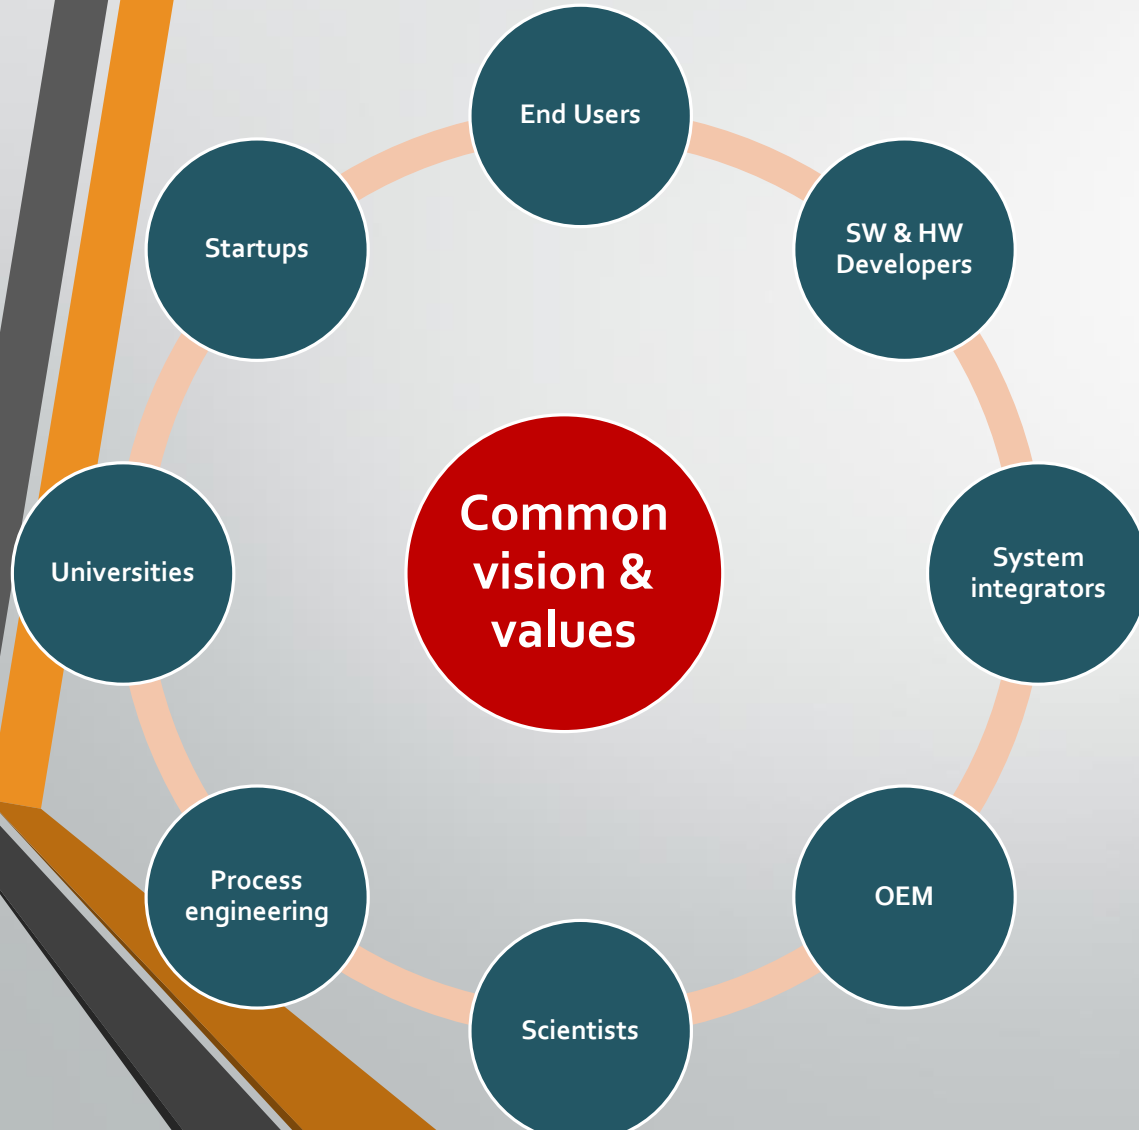 End Users
SW & HW
Developers
System
integrators
OEM
Scientists
Process
engineering
Universities
Startups
Common
vision &
values